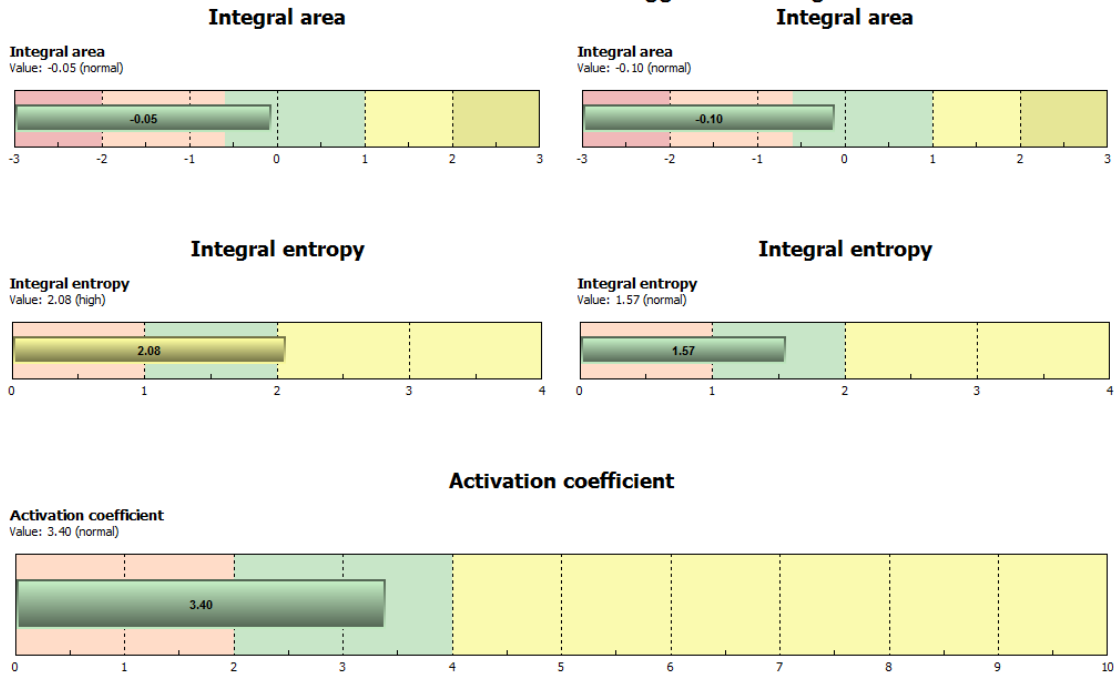 Integral area
Integral area
Integral area
Value: -0.05 (normal)
Integral area
Value: -0.10 (normal)
-0.05
-3 -2 -1 0 1 2 3
-0.10
-3 -2 -1 0 1 2 3
Integral entropy
Integral entropy
Integral entropy
Value: 2.08 (high)
Integral entropy
Value: 1.57 (normal)
2.08
0 1 2 3 4
1.57
0 1 2 3 4
Activation coefficient
Activation coefficient
Value: 3.40 (normal)
3.40
0 1 2 3 4 5 6 7 8 9 10